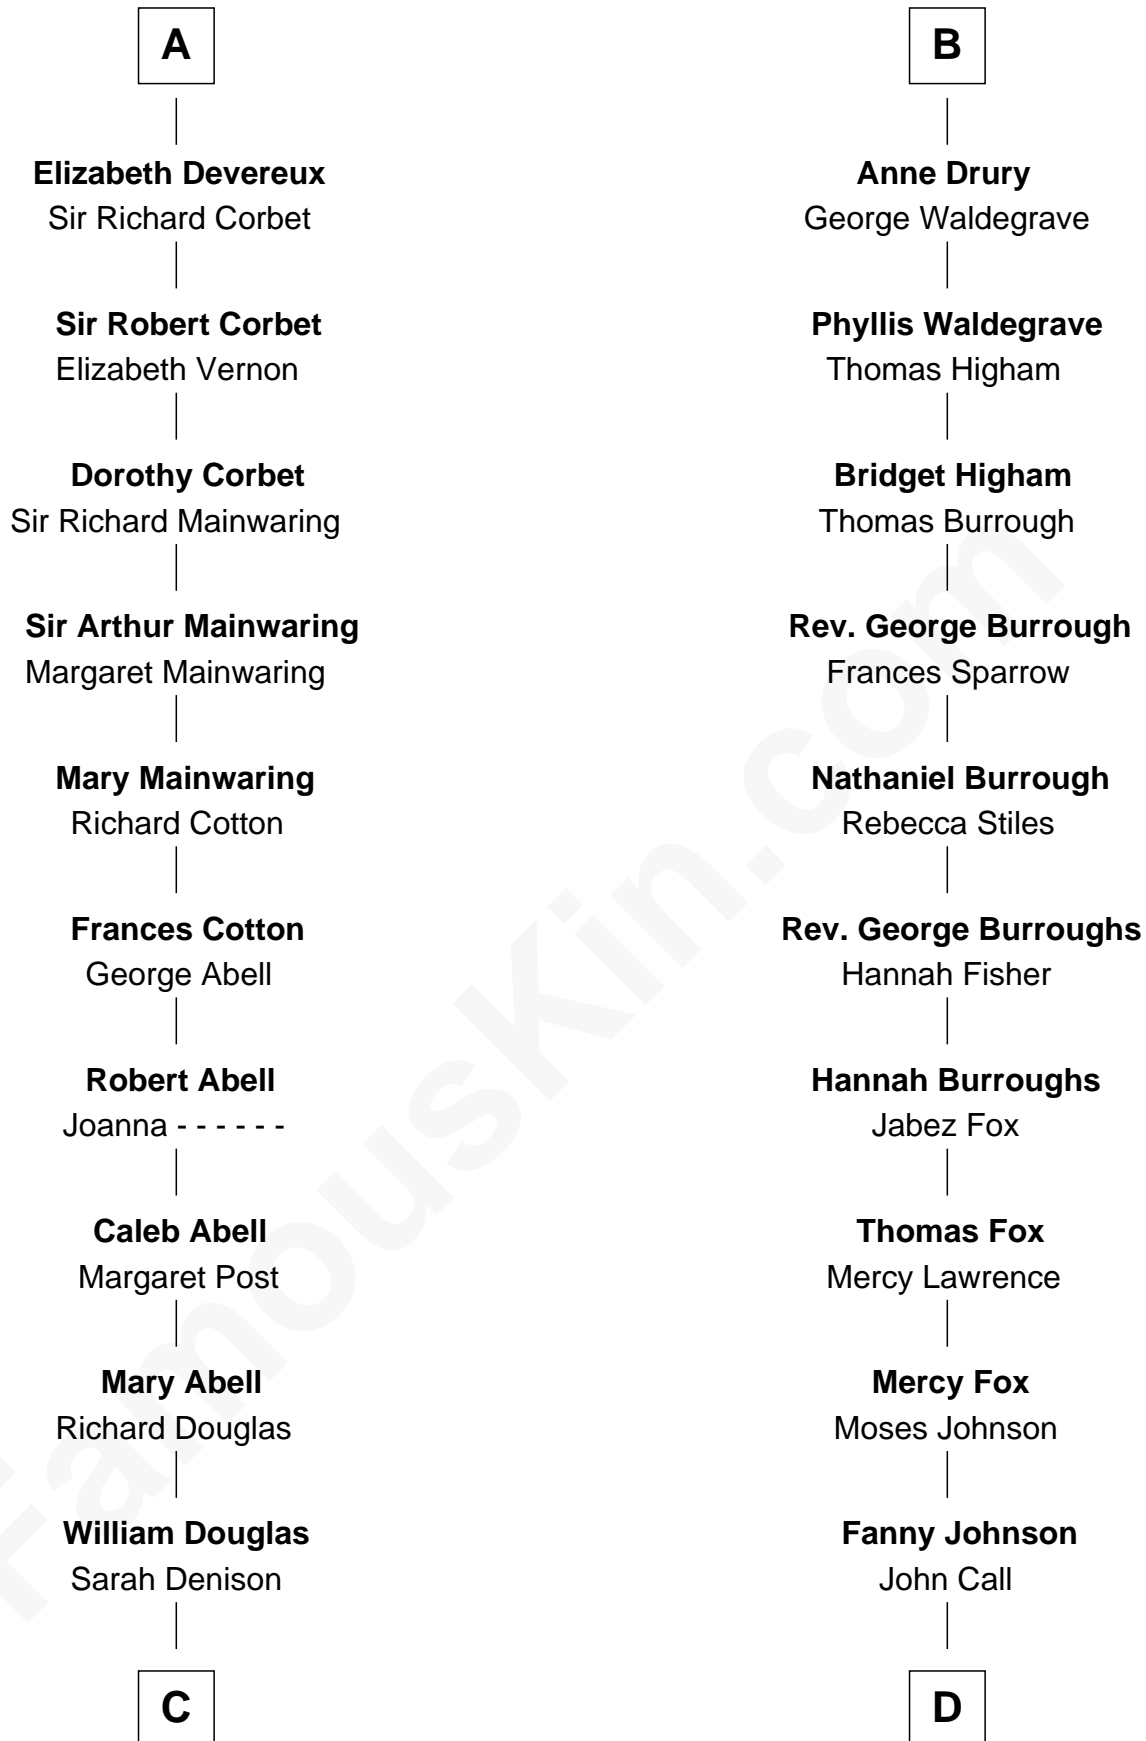 A
Elizabeth Devereux
Sir Richard Corbet
Sir Robert Corbet
Elizabeth Vernon
Dorothy Corbet
Sir Richard Mainwaring
Sir Arthur Mainwaring
Margaret Mainwaring
Mary Mainwaring
Richard Cotton
Frances Cotton
George Abell
Robert Abell
Joanna - - - - - -
Caleb Abell
Margaret Post
Mary Abell
Richard Douglas
William Douglas
Sarah Denison
C
B
Anne Drury
George Waldegrave
Phyllis Waldegrave
Thomas Higham
Bridget Higham
Thomas Burrough
Rev. George Burrough
Frances Sparrow
Nathaniel Burrough
Rebecca Stiles
Rev. George Burroughs
Hannah Fisher
Hannah Burroughs
Jabez Fox
Thomas Fox
Mercy Lawrence
Mercy Fox
Moses Johnson
Fanny Johnson
John Call
D
FamousKin.com